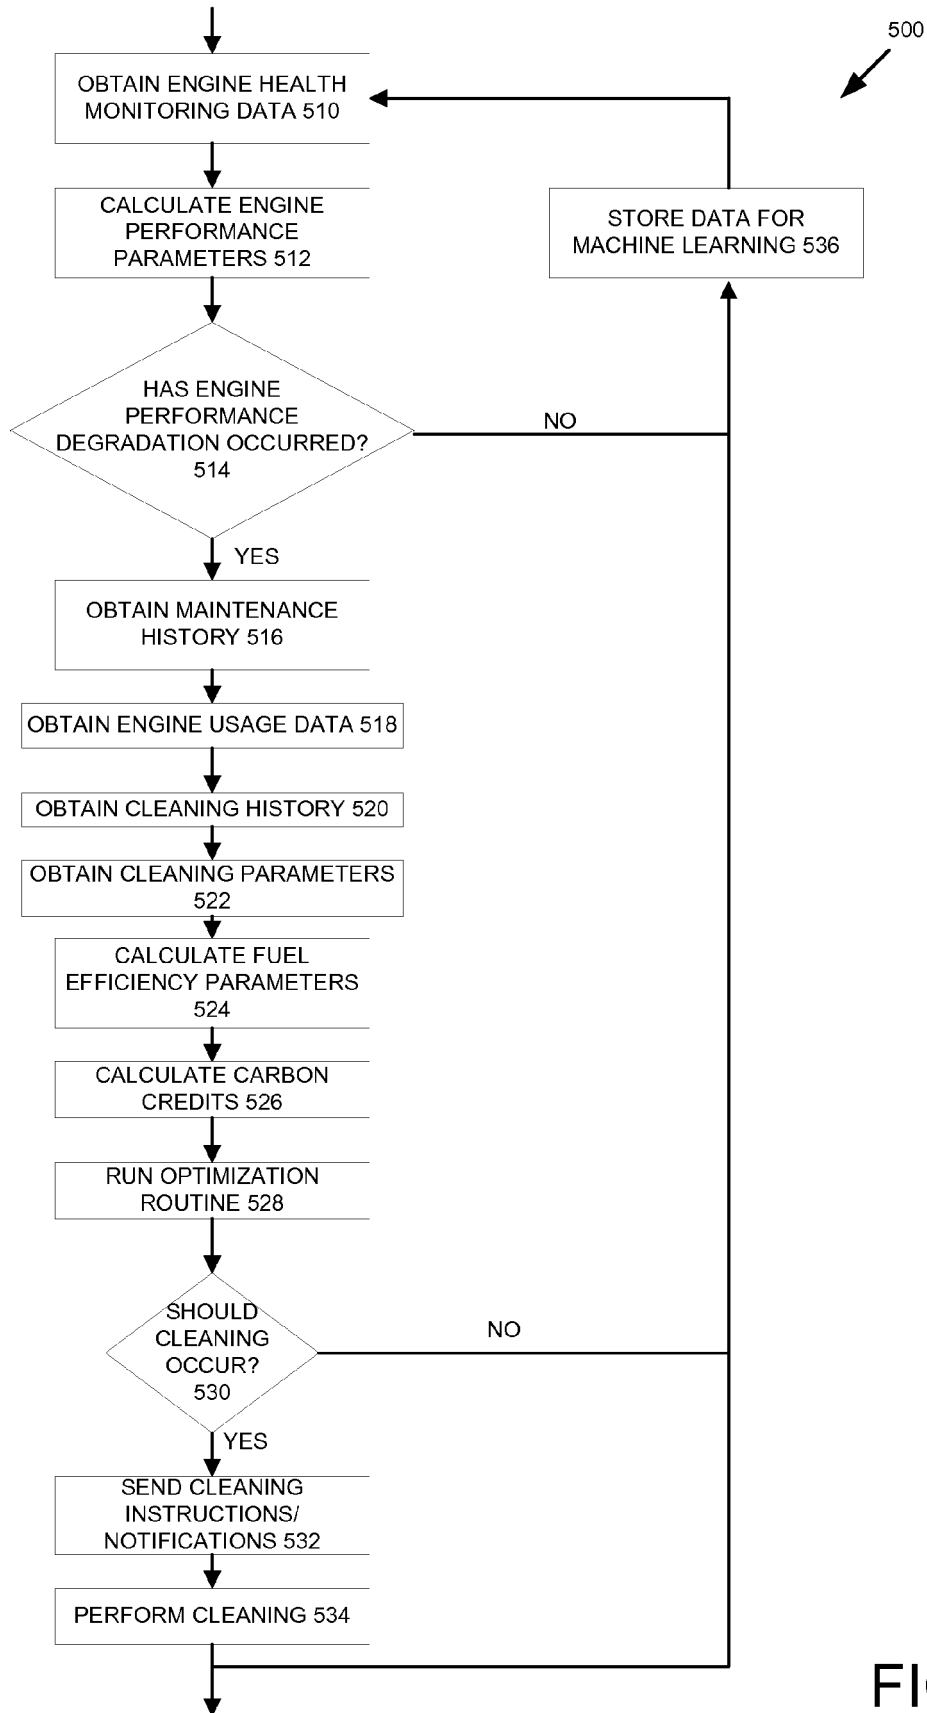 500
OBTAIN ENGINE HEALTH
MONITORING DATA 510
CALCULATE ENGINE
PERFORMANCE
PARAMETERS 512
STORE DATA FOR
MACHINE LEARNING 536
HAS ENGINE
PERFORMANCE
DEGRADATION OCCURRED?
514
NO
YES
OBTAIN MAINTENANCE
HISTORY 516
OBTAIN ENGINE USAGE DATA 518
OBTAIN CLEANING HISTORY 520
OBTAIN CLEANING PARAMETERS
522
CALCULATE FUEL
EFFICIENCY PARAMETERS
524
CALCULATE CARBON
CREDITS 526
RUN OPTIMIZATION
ROUTINE 528
SHOULD
CLEANING
OCCUR?
530
NO
YES
SEND CLEANING
INSTRUCTIONS/
NOTIFICATIONS 532
PERFORM CLEANING 534